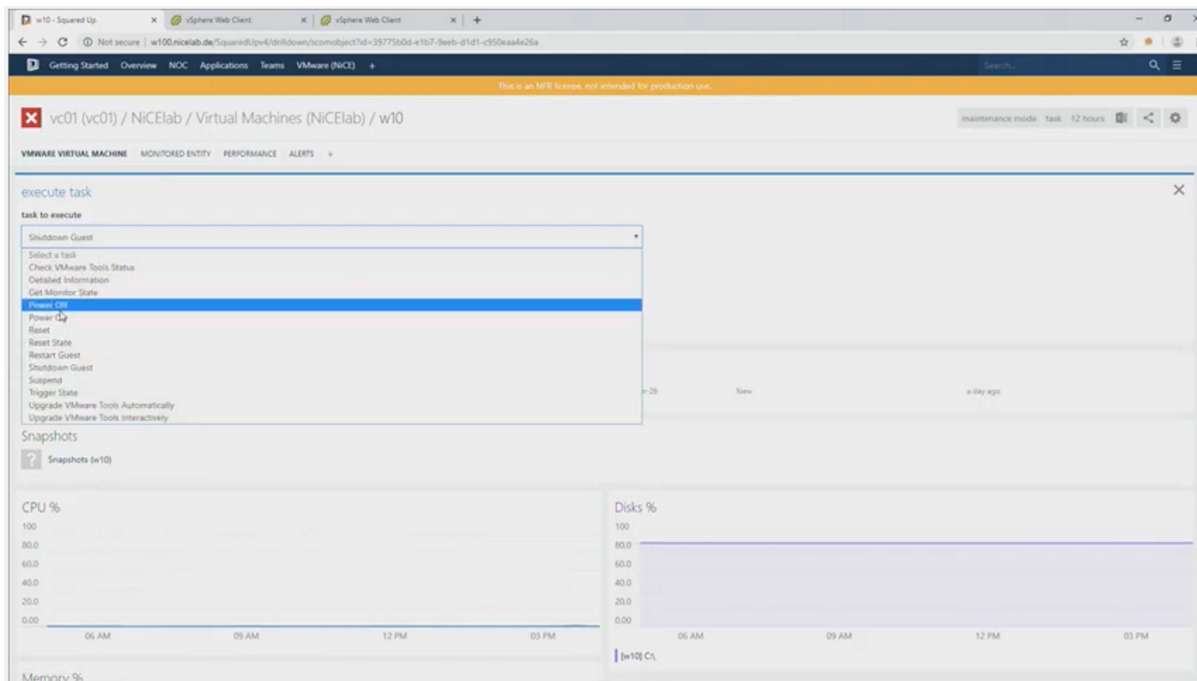 w10 - Squared Up
vSphere Web Client
vSphere Web Client
Not secure | w100.nicelab.de/SquaredUpv4/drilldown/scomobject?id=39775b0d-e1b7-9eeb-d1d1-c950eaa4e26a
Getting Started Overview NOC Applications Teams VMware (NiCE) + Search...
This is an NFR license, not intended for production use.
vc01 (vc01) / NiCElab / Virtual Machines (NiCElab) / w10
maintenance mode task 12 hours
VMWARE VIRTUAL MACHINE MONITORED ENTITY PERFORMANCE ALERTS +
execute task
task to execute
Shutdown Guest
Select a task
Check VMware Tools Status
Detailed Information
Get Monitor State
Power Off
Power
Reset
Reset State
Restart Guest
Shutdown Guest
Suspend
Trigger State
Upgrade VMware Tools Automatically
Upgrade VMware Tools Interactively
New a day ago
Snapshots
? Snapshots (w10)
CPU %
100
80.0
60.0
40.0
20.0
0.00
06 AM 09 AM 12 PM 03 PM
Disks %
100
80.0
60.0
40.0
20.0
0.00
06 AM 09 AM 12 PM 03 PM
[w10] C:\
Memory %